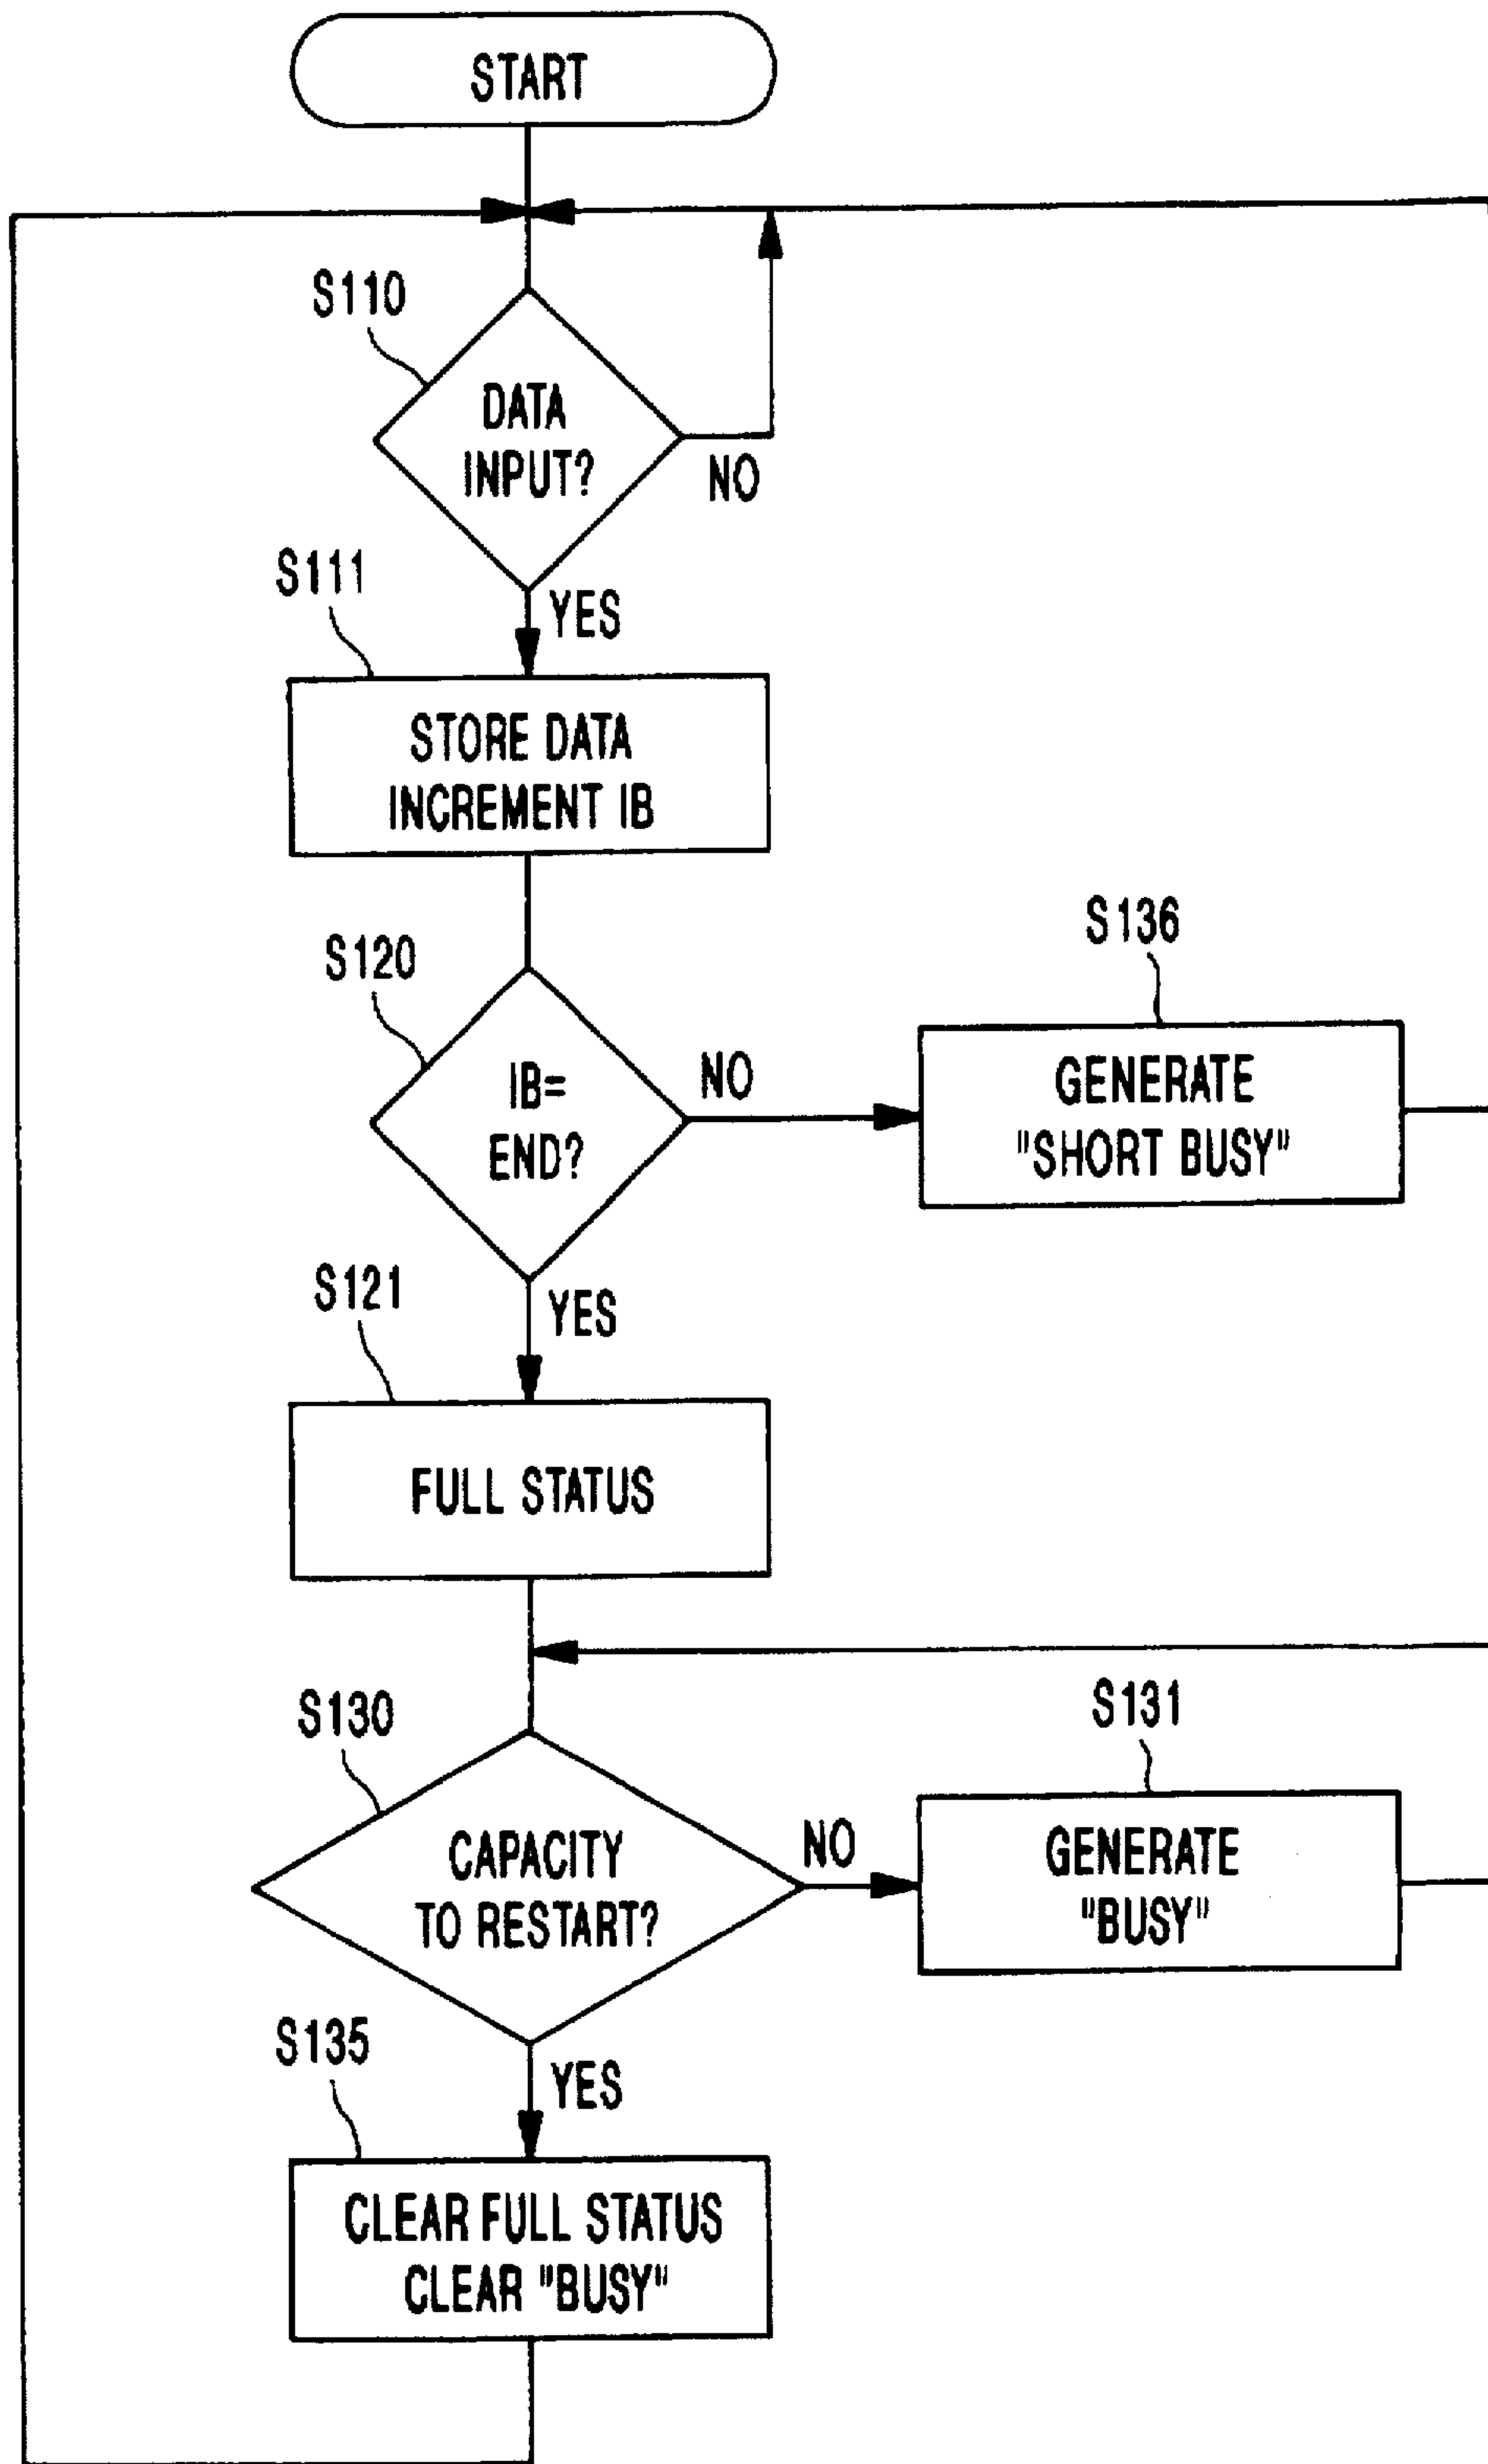 START
S110
DATA
INPUT?
NO
YES
S111
STORE DATA
INCREMENT IB
S120
IB=
END?
NO
S136
GENERATE
"SHORT BUSY"
YES
S121
FULL STATUS
S130
CAPACITY
TO RESTART?
NO
S131
GENERATE
"BUSY"
YES
S135
CLEAR FULL STATUS
CLEAR "BUSY"